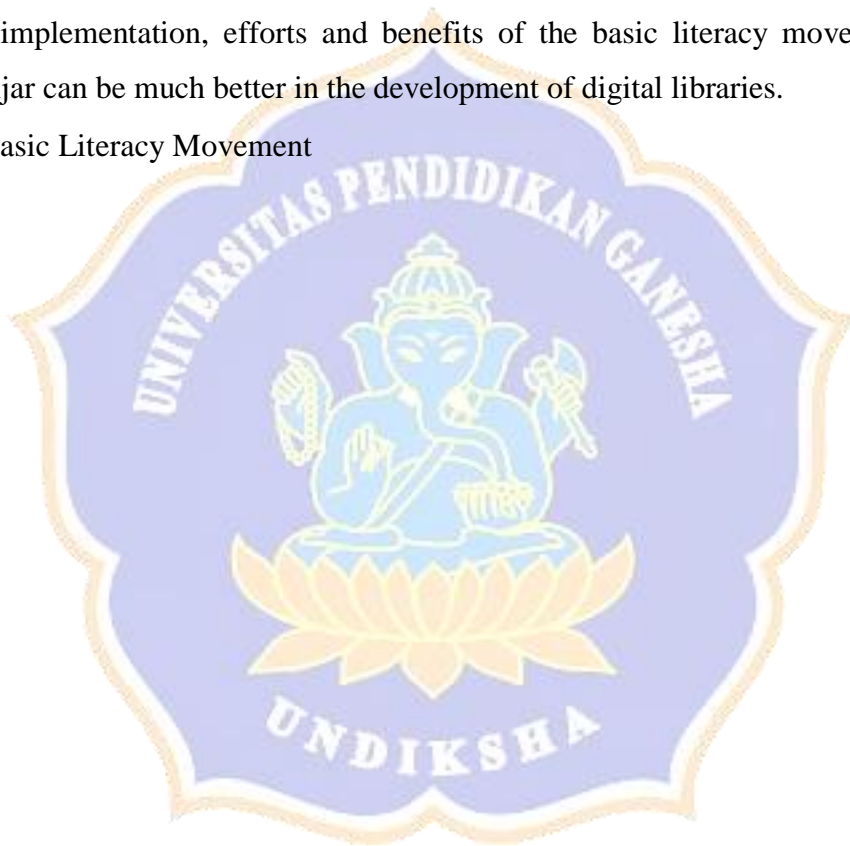 implementation, efforts and benefits of the basic literacy move
jar can be much better in the development of digital libraries.
asic Literacy Movement
UNIVERSITAS PENDIDIKAN GANESHA
UNDIKSHA